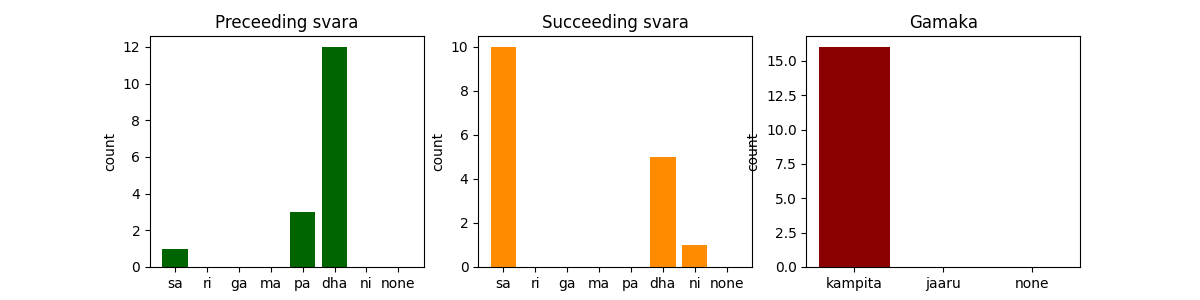 Preceeding svara
count
12
10
8
6
4
2
0
sa ri ga ma pa dha ni none
Succeeding svara
count
10
8
6
4
2
0
sa ri ga ma pa dha ni none
Gamaka
count
15.0
12.5
10.0
7.5
5.0
2.5
0.0
kampita jaaru none